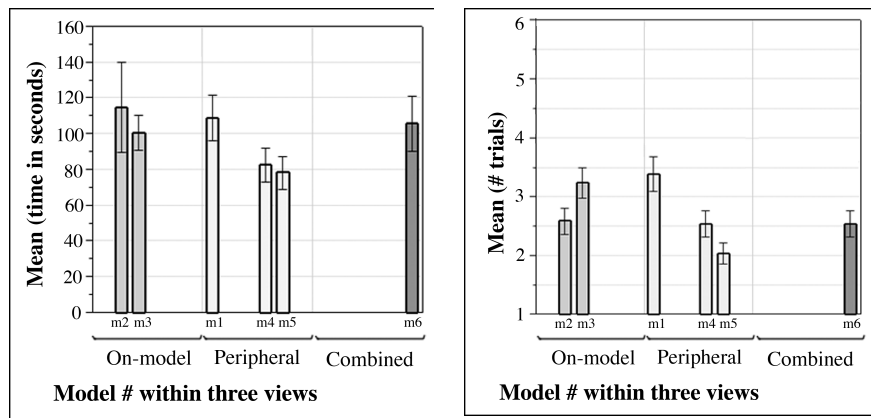 Mean (time in seconds)
160
140
120
100
80
60
40
20
0
m2 m3 m1 m4 m5 m6
On-model Peripheral Combined
Model # within three views
Mean (# trials)
6
5
4
3
2
1
m2 m3 m1 m4 m5 m6
On-model Peripheral Combined
Model # within three views